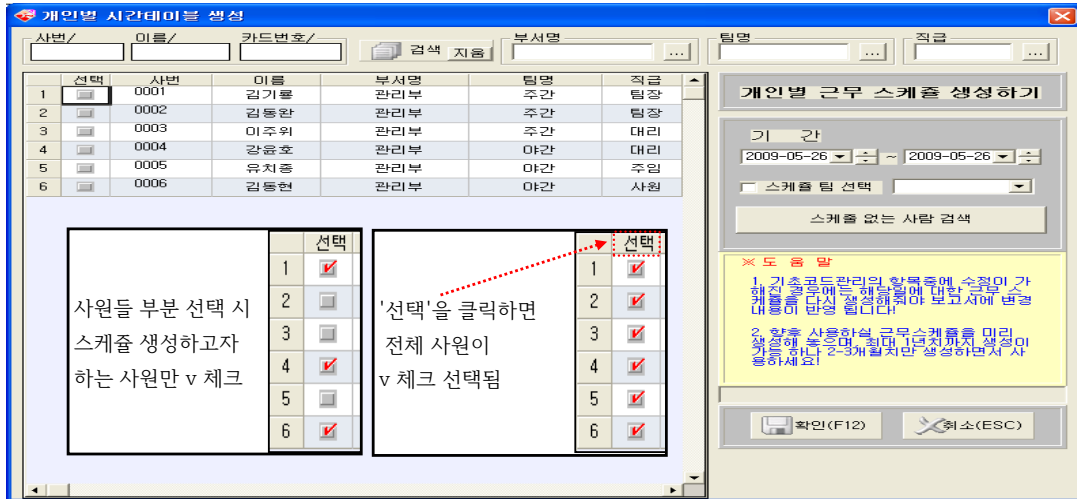 개인별 시간테이블 생성
사번/ 이름/ 카드번호/ 검색 지움 부서명 ... 팀명 ... 직급 ...
선택 사번 이름 부서명 팀명 직급
1 0001 김기룡 관리부 주간 팀장
2 0002 김동완 관리부 주간 팀장
3 0003 이주위 관리부 주간 대리
4 0004 강윤호 관리부 야간 대리
5 0005 유치종 관리부 야간 주임
6 0006 김동현 관리부 야간 사원
사원들 부분 선택 시
스케쥴 생성하고자
하는 사원만 v 체크
선택
1
2
3
4
5
6
'선택'을 클릭하면
전체 사원이
v 체크 선택됨
선택
1
2
3
4
5
6
개인별 근무 스케쥴 생성하기
기 간
2009-05-26 ~ 2009-05-26
스케쥴 팀 선택
스케줄 없는 사람 검색
※ 도 움 말
1. 기초코드관리의 항목중에 수정이 가
해진 경우에는 해당월에 대한 근무 스
케쥴을 다시 생성해줘야 보고서에 변경
내용이 반영 됩니다!
2. 향후 사용하실 근무스케쥴을 미리
생성해 놓으며, 최대 1년치까지 생성이
가능 하나 2-3개월치만 생성하면서 사
용하세요!
확인(F12) 취소(ESC)